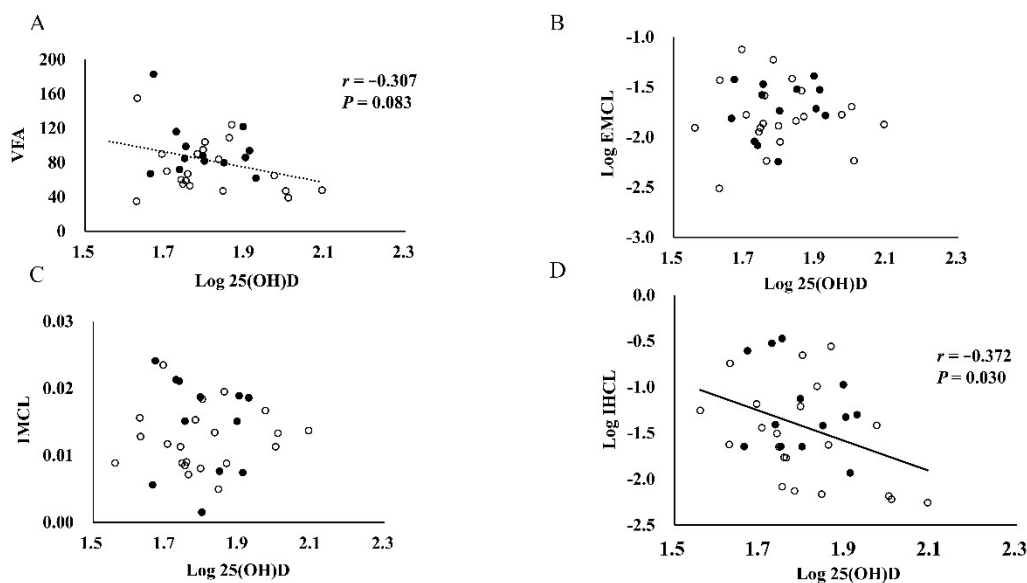 A
200
160
120
80
40
0
VFA
r = −0.307
P = 0.083
1.5 1.7 1.9 2.1 2.3
Log 25(OH)D
B
-1.0
-1.5
-2.0
-2.5
-3.0
Log EMCL
1.5 1.7 1.9 2.1 2.3
Log 25(OH)D
C
0.03
0.02
0.01
0.00
IMCL
1.5 1.7 1.9 2.1 2.3
Log 25(OH)D
D
0.0
-0.5
-1.0
-1.5
-2.0
-2.5
Log IHCL
r = −0.372
P = 0.030
1.5 1.7 1.9 2.1 2.3
Log 25(OH)D